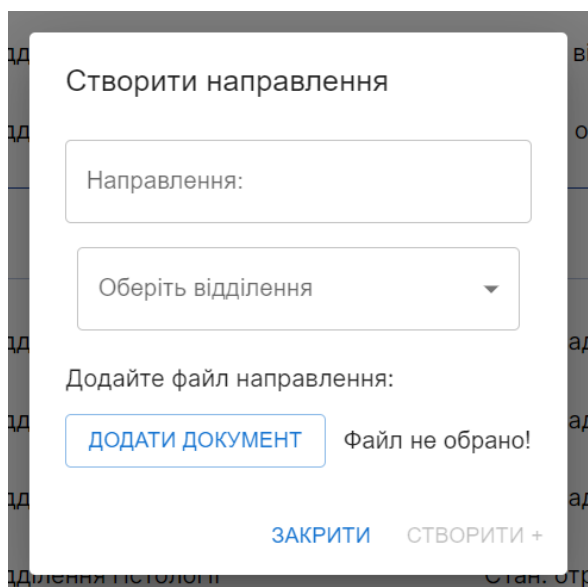 Створити направлення
Направлення:
Оберіть відділення
Додайте файл направлення:
ДОДАТИ ДОКУМЕНТ Файл не обрано!
ЗАКРИТИ СТВОРИТИ +